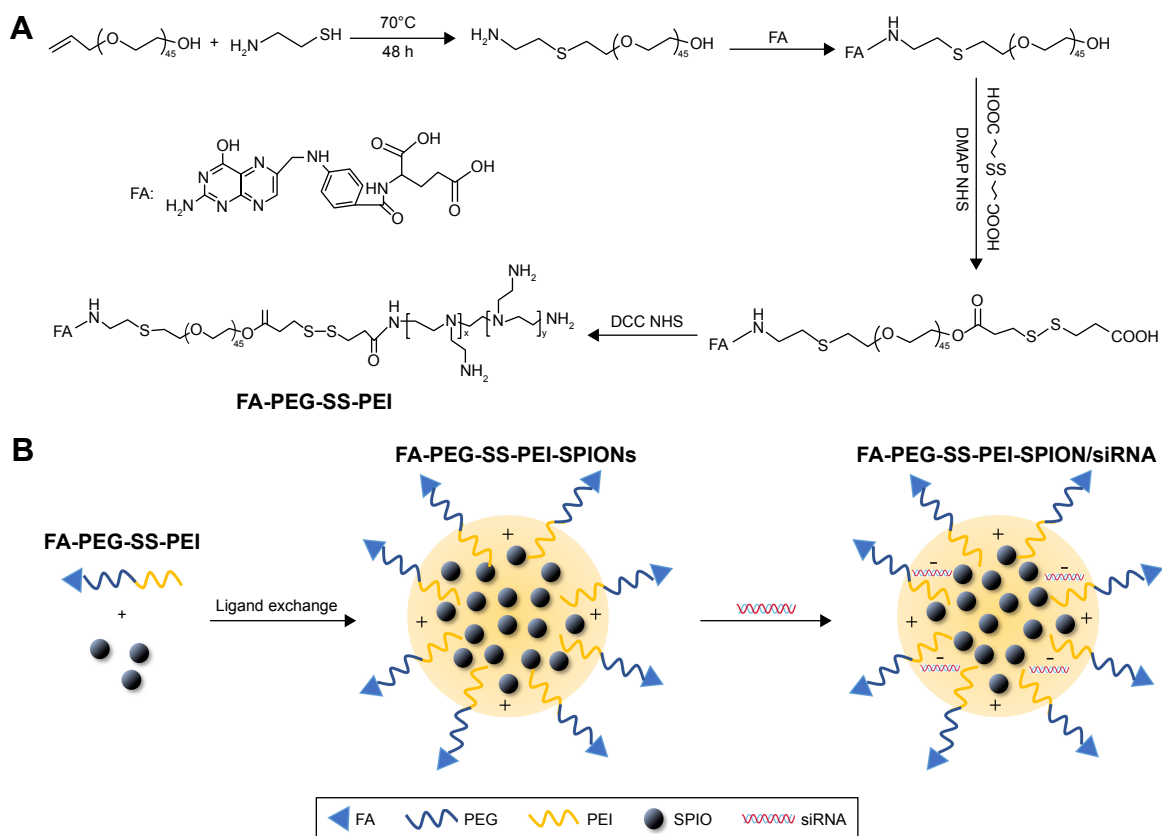 A
O
45
OH
+
H₂N
SH
70°C
48 h
H₂N
S
O
45
OH
FA
FA
H
N
S
O
45
OH
HOOC ~ SS ~ COOH
DMAP NHS
FA:
OH
N
N
H₂N
N
N
NH
O
OH
OH
HN
O
O
FA
H
N
S
O
45
O
O
S
S
COOH
DCC NHS
FA
H
N
S
O
45
O
S
S
O
H
N
N
x
NH₂
N
NH₂
y
NH₂
FA-PEG-SS-PEI
B
FA-PEG-SS-PEI
+
Ligand exchange
FA-PEG-SS-PEI-SPIONs
+
+
+
+
FA-PEG-SS-PEI-SPION/siRNA
+
–
–
+
+
–
–
+
FA PEG PEI SPIO siRNA